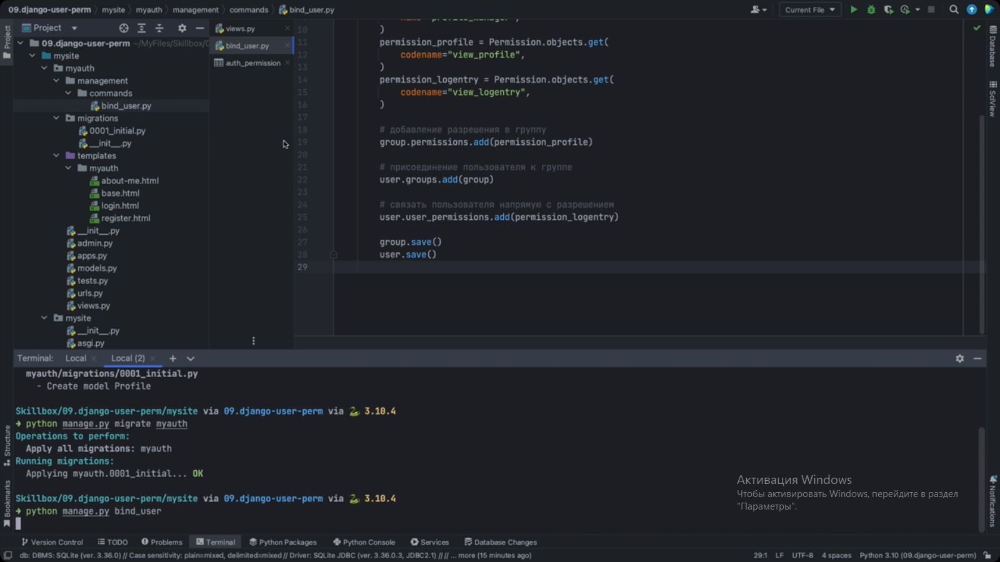 09.django-user-perm mysite myauth management commands bind_user.py
Current File
Project
views.py
09.django-user-perm ~/MyFiles/Skillbox/
bind_user.py
mysite
auth_permission
myauth
management
commands
bind_user.py
migrations
0001_initial.py
__init__.py
templates
myauth
about-me.html
base.html
login.html
register.html
__init__.py
admin.py
apps.py
models.py
tests.py
urls.py
views.py
mysite
__init__.py
asgi.py
10 )
11 permission_profile = Permission.objects.get(
12 codename="view_profile",
13 )
14 permission_logentry = Permission.objects.get(
15 codename="view_logentry",
16 )
17
18 # добавление разрешения в группу
19 group.permissions.add(permission_profile)
20
21 # присоединение пользователя к группе
22 user.groups.add(group)
23
24 # связать пользователя напрямую с разрешением
25 user.user_permissions.add(permission_logentry)
26
27 group.save()
28 user.save()
29
Project
Structure
Bookmarks
Database
SciView
Notifications
Terminal: Local Local (2)
myauth/migrations/0001_initial.py
- Create model Profile
Skillbox/09.django-user-perm/mysite via 09.django-user-perm via 3.10.4
➜ python manage.py migrate myauth
Operations to perform:
Apply all migrations: myauth
Running migrations:
Applying myauth.0001_initial... OK
Skillbox/09.django-user-perm/mysite via 09.django-user-perm via 3.10.4
➜ python manage.py bind_user
Активация Windows
Чтобы активировать Windows, перейдите в раздел
"Параметры".
Version Control TODO Problems Terminal Python Packages Python Console Services Database Changes
db: DBMS: SQLite (ver. 3.36.0) // Case sensitivity: plain=mixed, delimited=mixed // Driver: SQLite JDBC (ver. 3.36.0.3, JDBC2.1) // // ... more (15 minutes ago) 29:1 LF UTF-8 4 spaces Python 3.10 (09.django-user-perm)